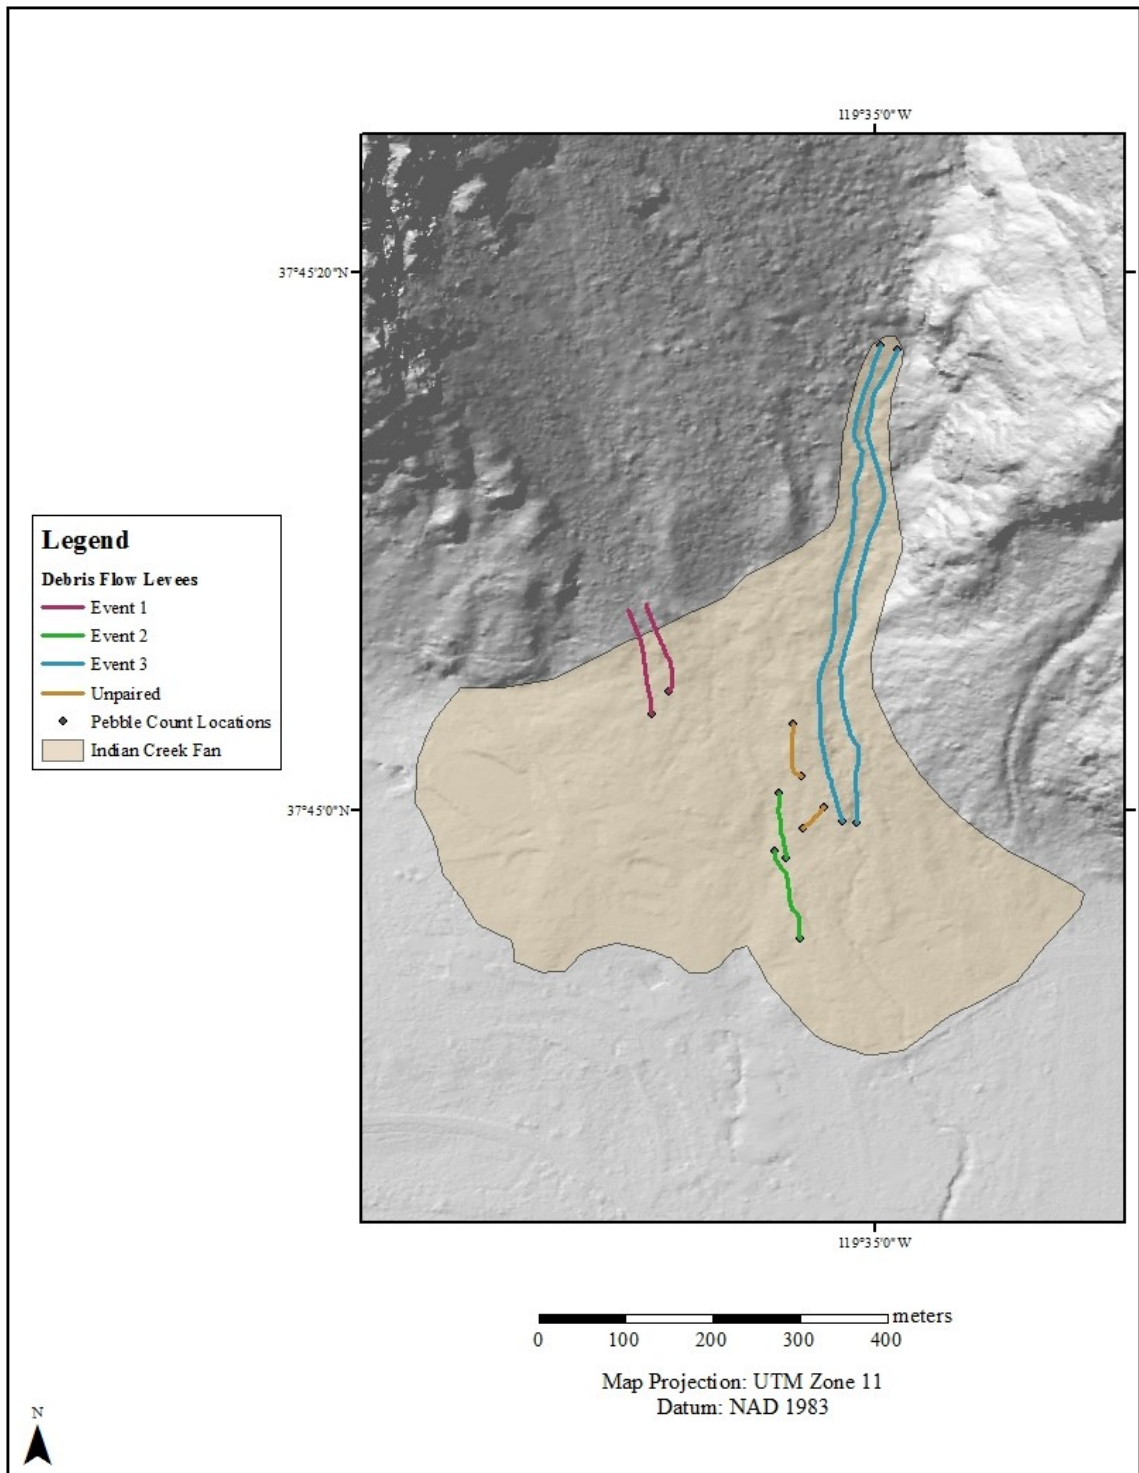 119°35'0"W
37°45'20"N
Legend
Debris Flow Levees
Event 1
Event 2
Event 3
Unpaired
Pebble Count Locations
Indian Creek Fan
37°45'0"N
119°35'0"W
meters
0 100 200 300 400
Map Projection: UTM Zone 11
Datum: NAD 1983
N